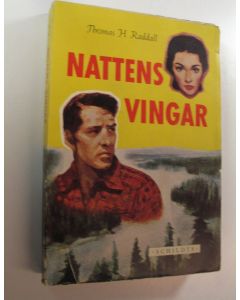 Thomas H Raddall
NATTENS
VINGAR
SCHILDTS